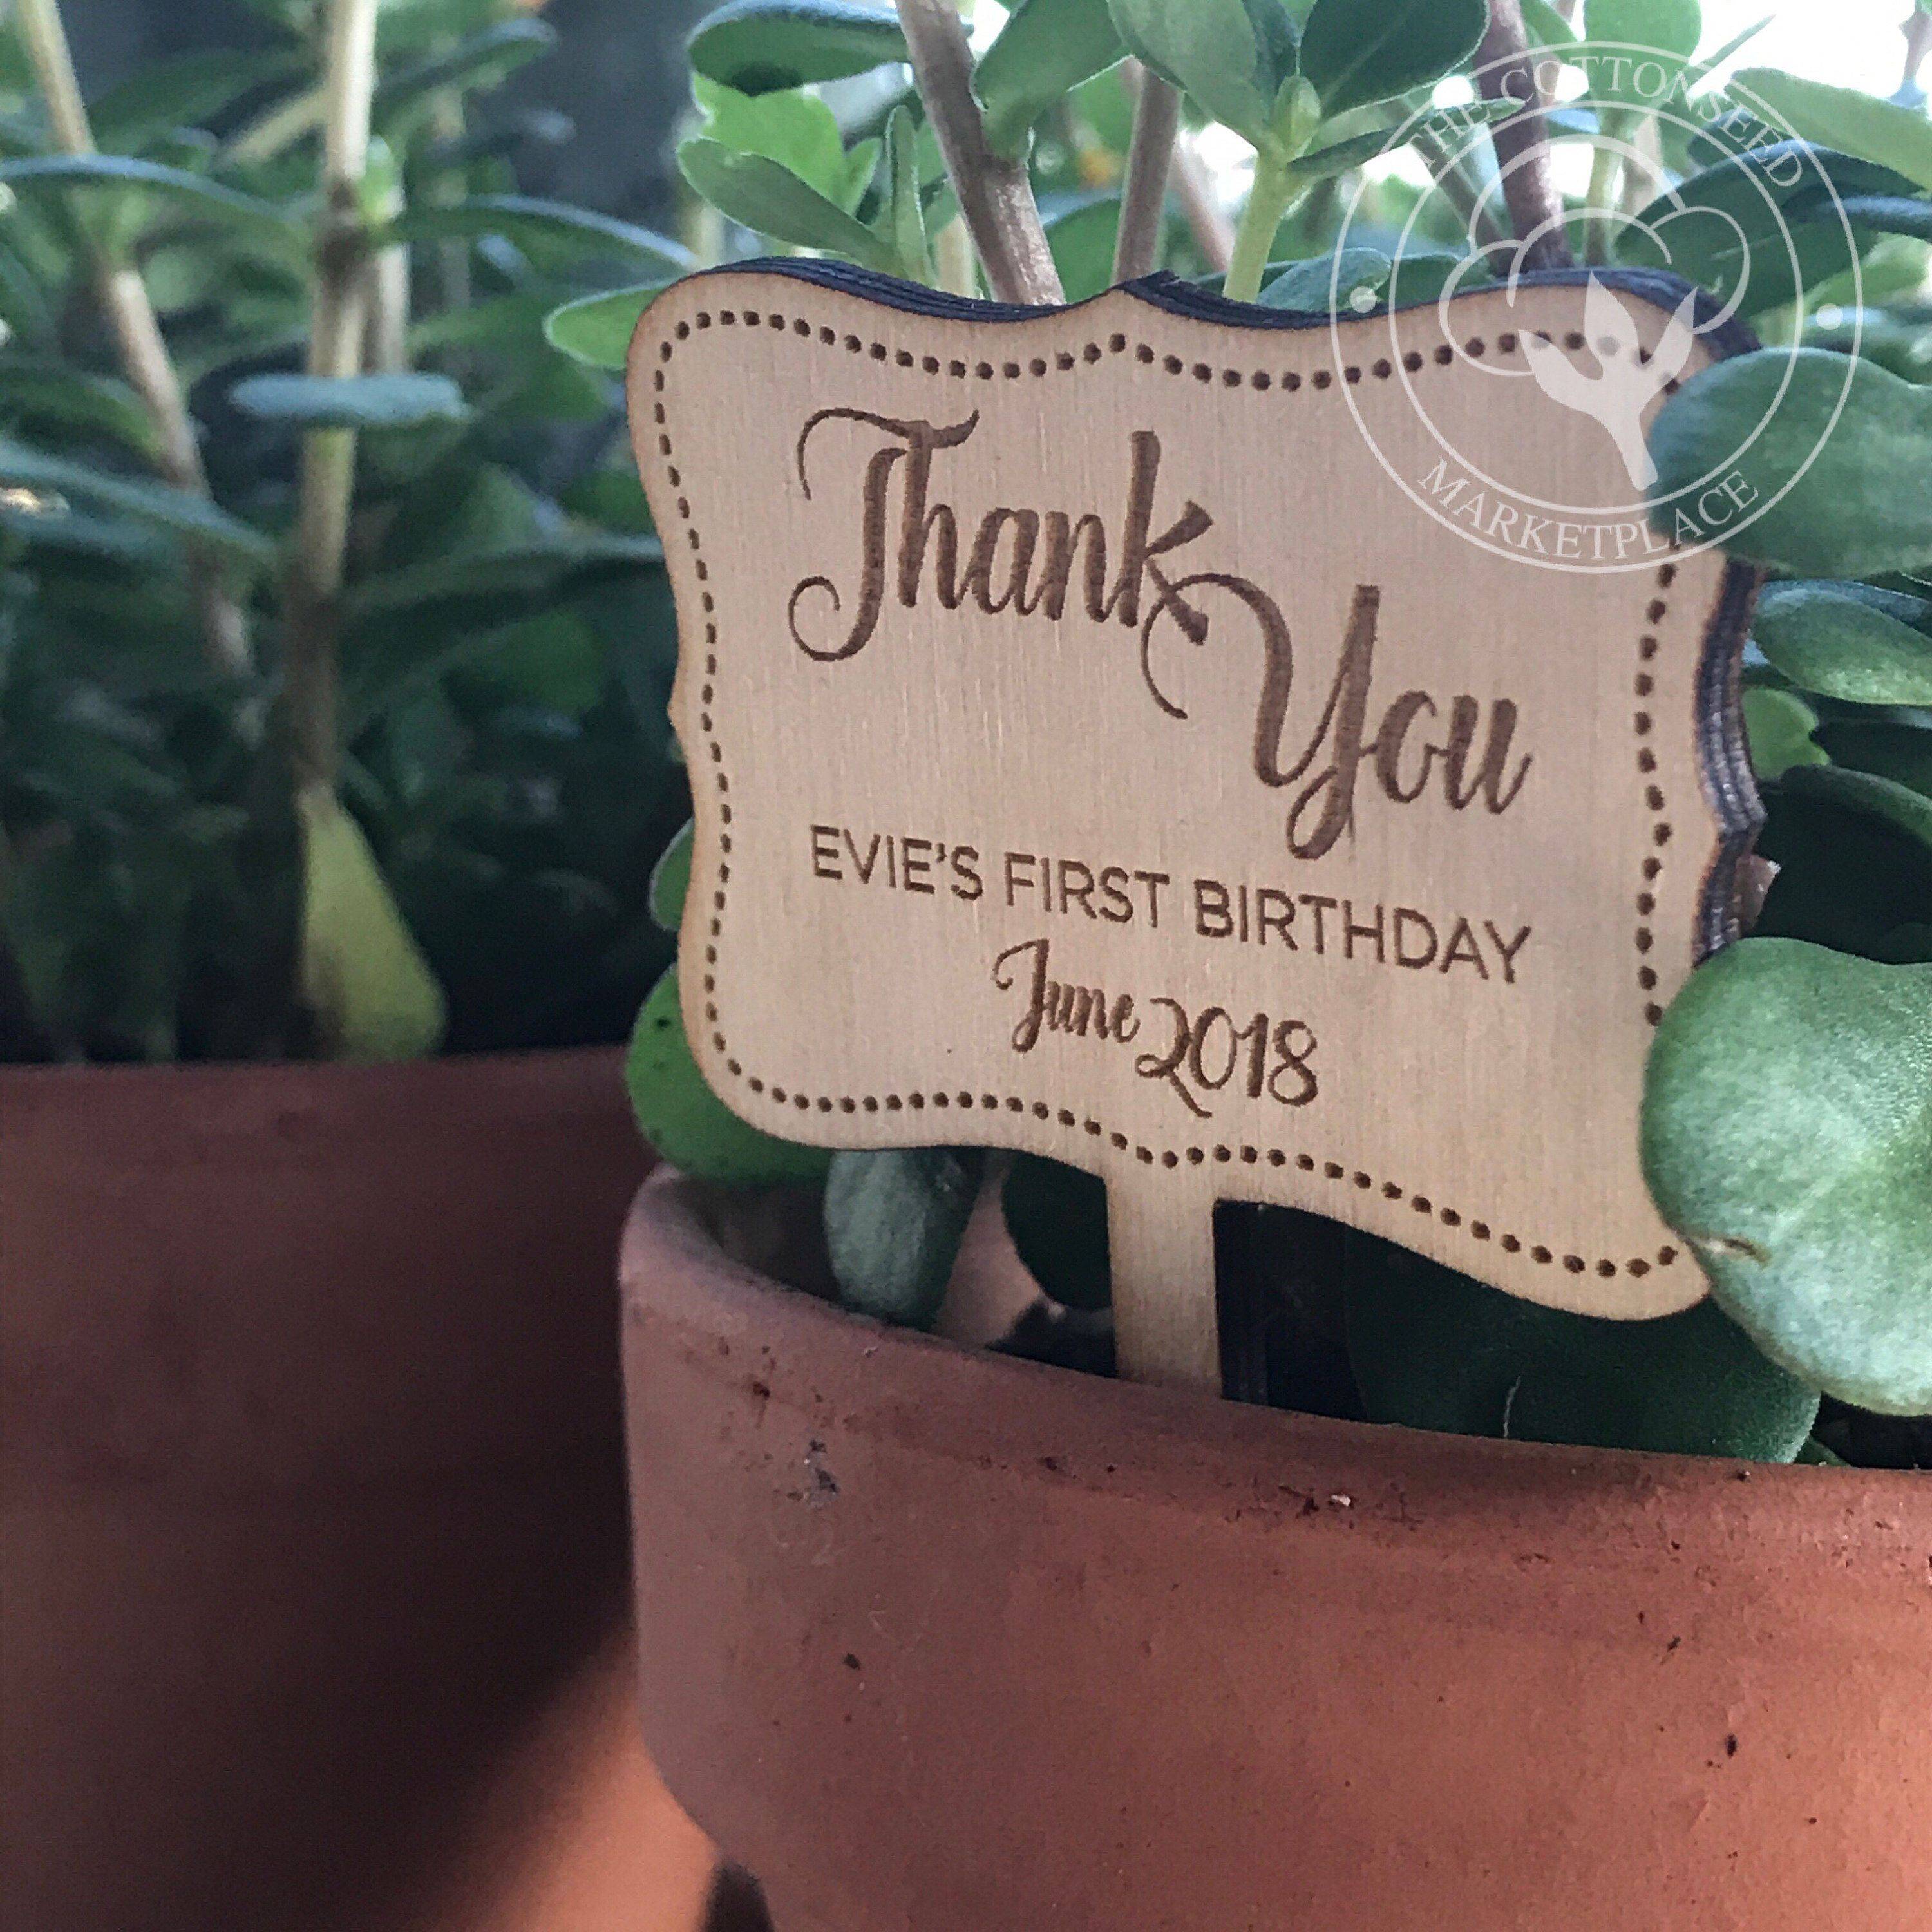 THE COTTONSEED
MARKETPLACE
Thank
You
EVIE'S FIRST BIRTHDAY
June 2018